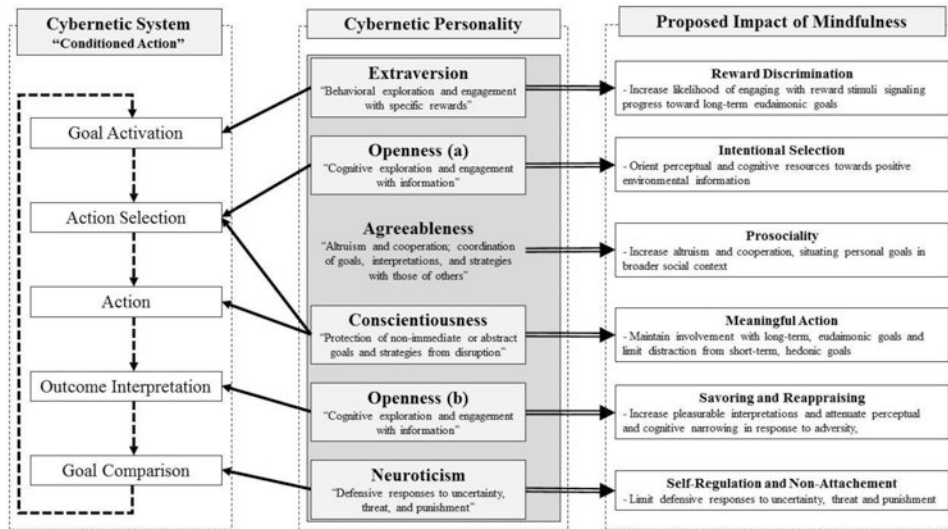 Cybernetic System
"Conditioned Action"
Goal Activation
Action Selection
Action
Outcome Interpretation
Goal Comparison
Cybernetic Personality
Extraversion
"Behavioral exploration and engagement
with specific rewards"
Openness (a)
"Cognitive exploration and engagement
with information"
Agreeableness
"Altruism and cooperation; coordination
of goals, interpretations, and strategies
with those of others"
Conscientiousness
"Protection of non-immediate or abstract
goals and strategies from disruption"
Openness (b)
"Cognitive exploration and engagement
with information"
Neuroticism
"Defensive responses to uncertainty,
threat, and punishment"
Proposed Impact of Mindfulness
Reward Discrimination
- Increase likelihood of engaging with reward stimuli signaling
progress toward long-term eudaimonic goals
Intentional Selection
- Orient perceptual and cognitive resources towards positive
environmental information
Prosociality
- Increase altruism and cooperation, situating personal goals in
broader social context
Meaningful Action
- Maintain involvement with long-term, eudaimonic goals and
limit distraction from short-term, hedonic goals
Savoring and Reappraising
- Increase pleasurable interpretations and attenuate perceptual
and cognitive narrowing in response to adversity,
Self-Regulation and Non-Attachement
- Limit defensive responses to uncertainty, threat and punishment